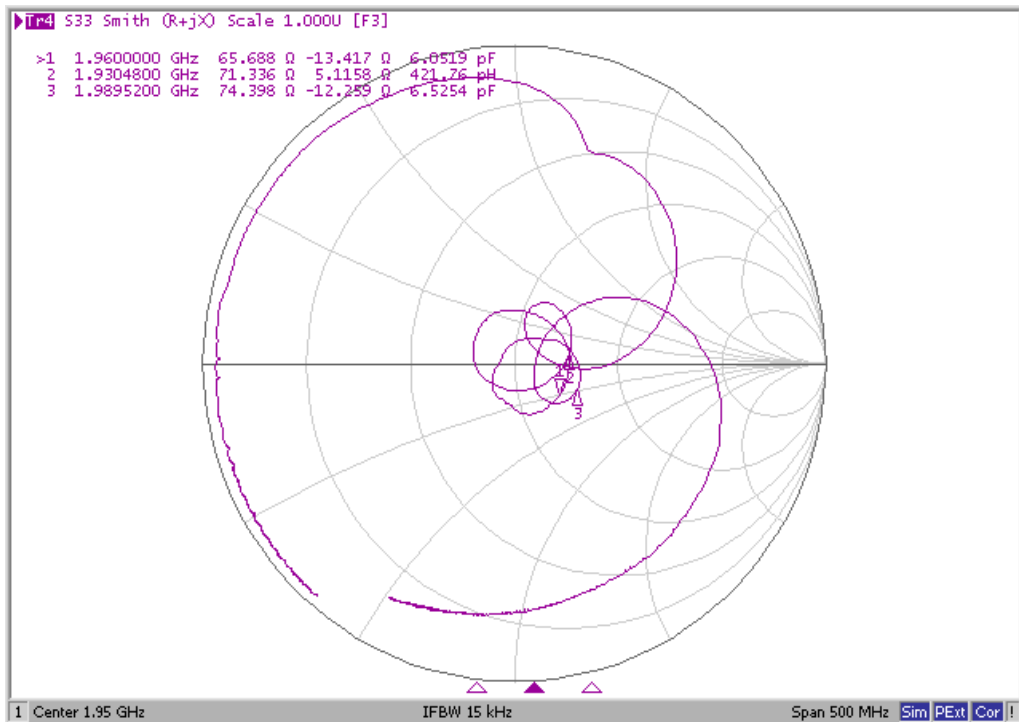 Tr4 S33 Smith (R+jX) Scale 1.000U [F3]
>1 1.9600000 GHz 65.688 Ω -13.417 Ω 6.0519 pF
2 1.9304800 GHz 71.336 Ω 5.1158 Ω 421.76 pH
3 1.9895200 GHz 74.398 Ω -12.259 Ω 6.5254 pF
1
2
3
1 Center 1.95 GHz IFBW 15 kHz Span 500 MHz Sim PExt Cor !